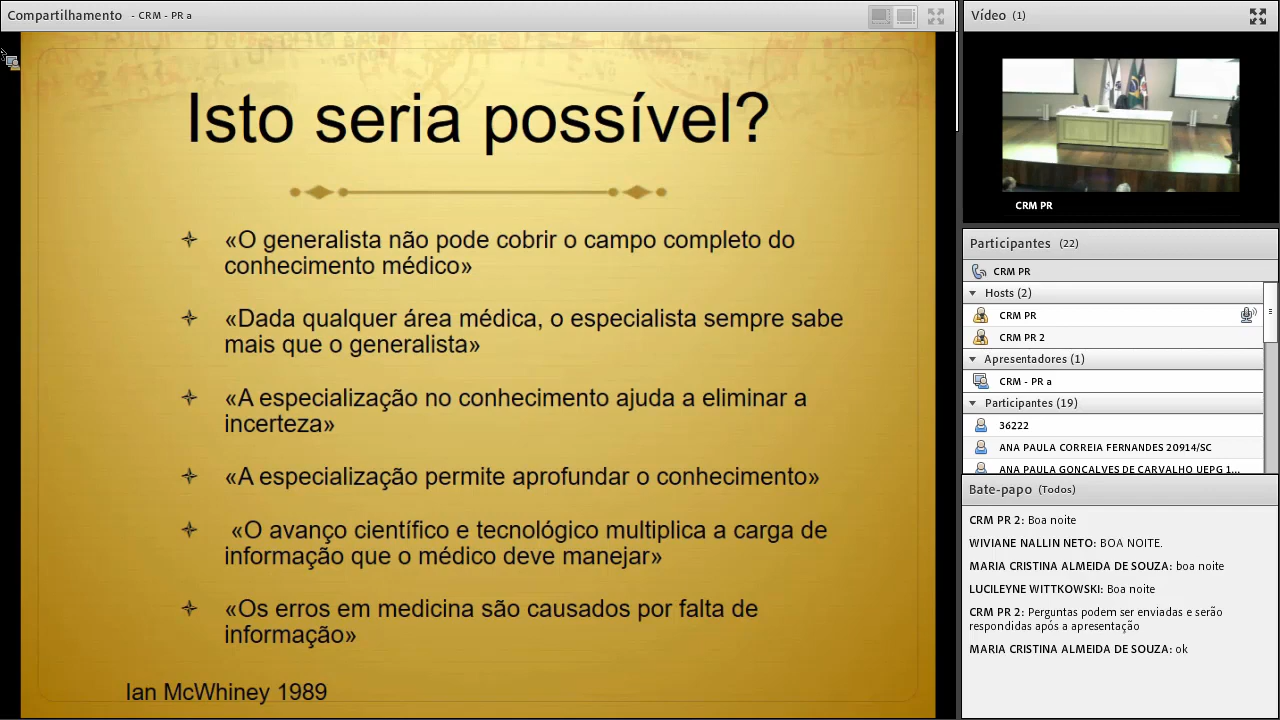 Compartilhamento - CRM - PR a
Isto seria possível?
«O generalista não pode cobrir o campo completo do
conhecimento médico»
«Dada qualquer área médica, o especialista sempre sabe
mais que o generalista»
«A especialização no conhecimento ajuda a eliminar a
incerteza»
«A especialização permite aprofundar o conhecimento»
«O avanço científico e tecnológico multiplica a carga de
informação que o médico deve manejar»
«Os erros em medicina são causados por falta de
informação»
Ian McWhiney 1989
Vídeo (1)
CRM PR
Participantes (22)
CRM PR
Hosts (2)
CRM PR
CRM PR 2
Apresentadores (1)
CRM - PR a
Participantes (19)
36222
ANA PAULA CORREIA FERNANDES 20914/SC
ANA PAULA GONÇALVES DE CARVALHO UEPG 1...
Bate-papo (Todos)
CRM PR 2: Boa noite
WIVIANE NALLIN NETO: BOA NOITE.
MARIA CRISTINA ALMEIDA DE SOUZA: boa noite
LUCILEYNE WITTKOWSKI: Boa noite
CRM PR 2: Perguntas podem ser enviadas e serão
respondidas após a apresentação
MARIA CRISTINA ALMEIDA DE SOUZA: ok